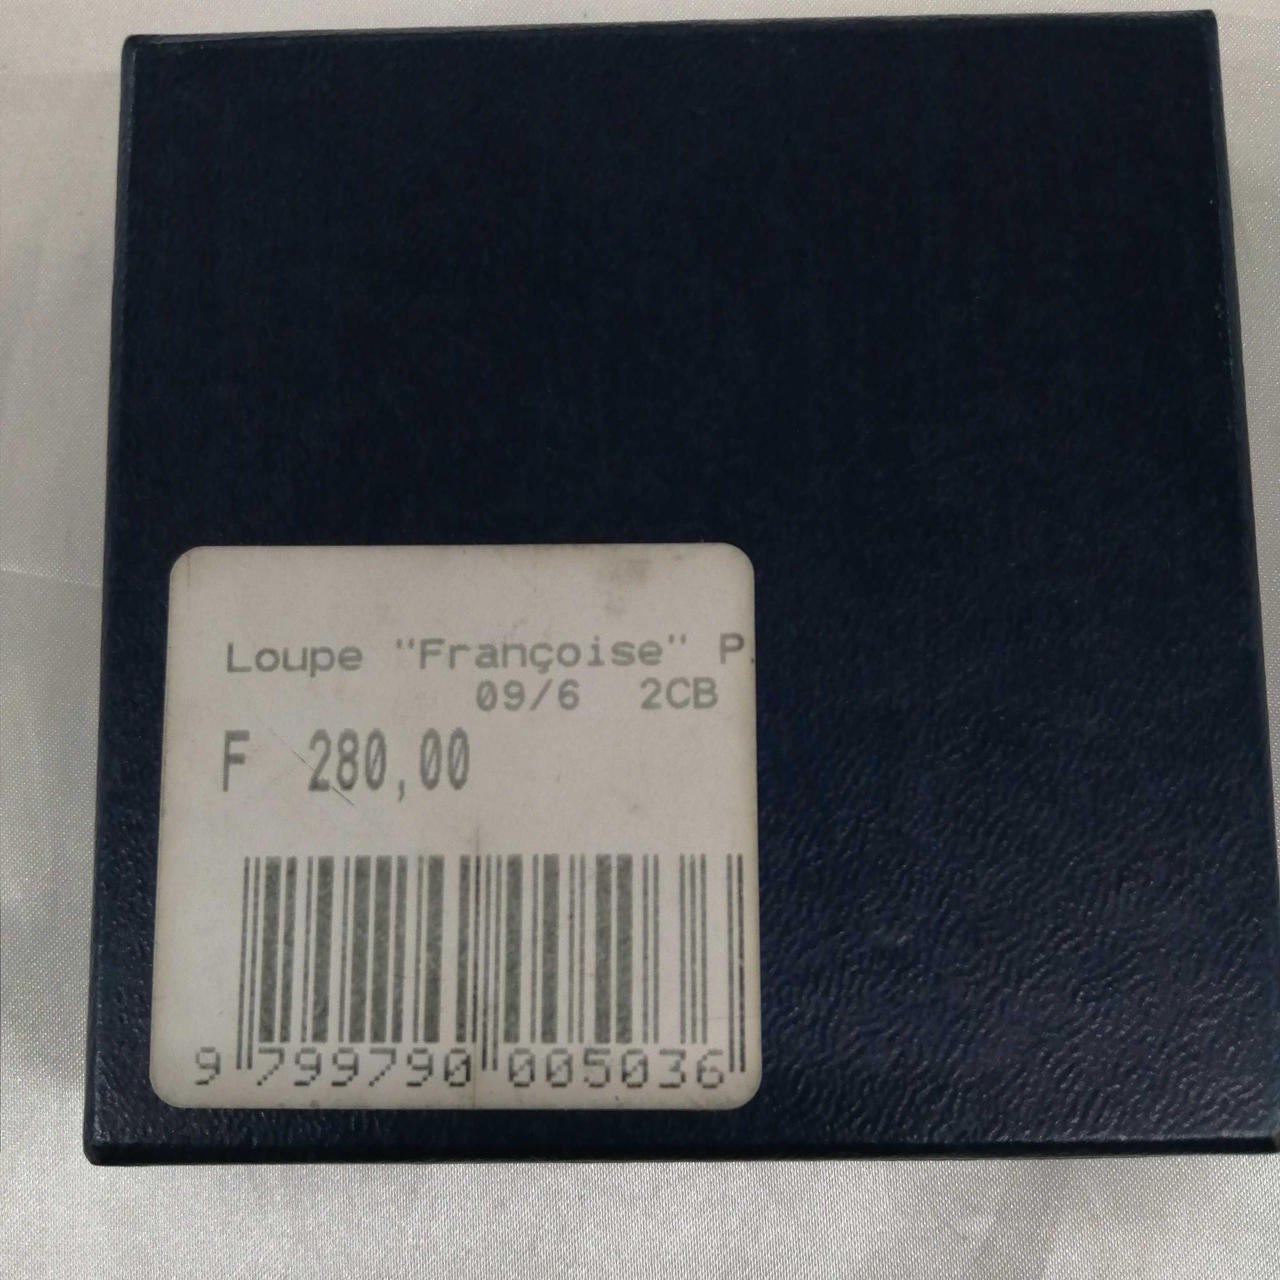 Loupe "Françoise" P
09/6 2CB
F 280,00
9 799790 005036